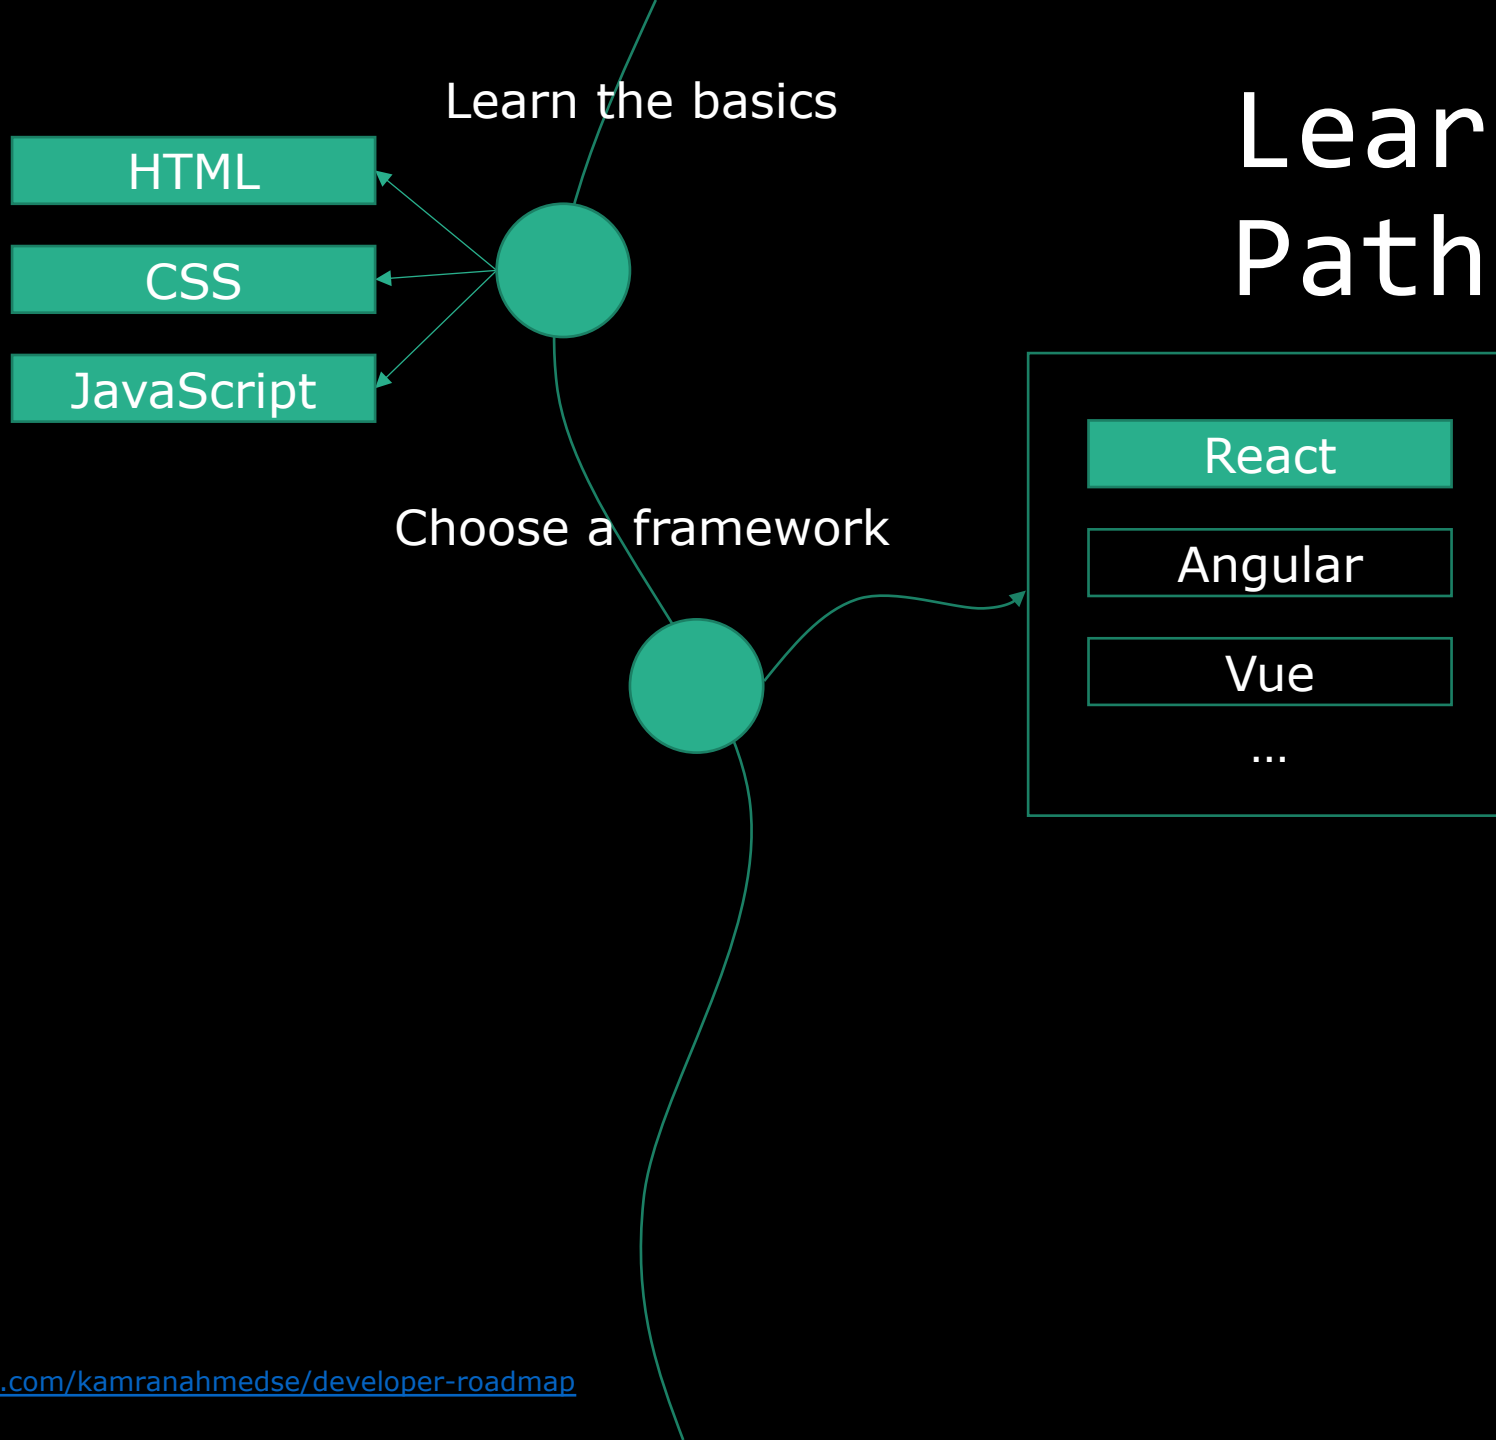 Learn the basics
Lear
Path
HTML
CSS
JavaScript
React
Choose a framework
Angular
Vue
...
.com/kamranahmedse/developer-roadmap